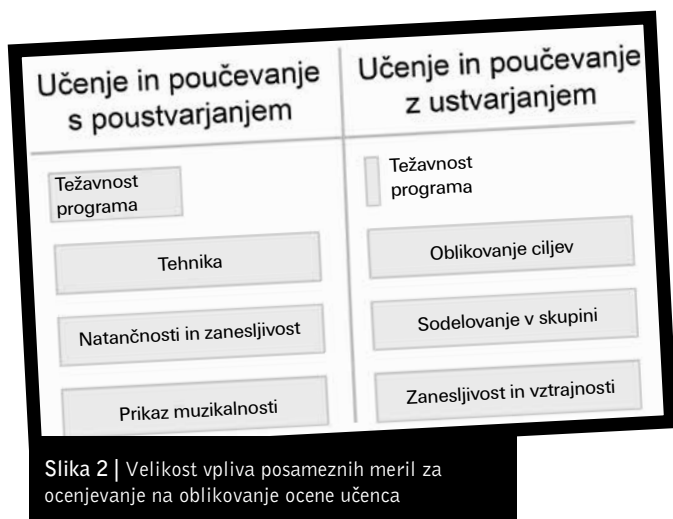 Učenje in poučevanje
s poustvarjanjem
Učenje in poučevanje
z ustvarjanjem
Težavnost
programa
Težavnost
programa
Tehnika
Oblikovanje ciljev
Natančnosti in zanesljivost
Sodelovanje v skupini
Prikaz muzikalnosti
Zanesljivost in vztrajnosti
Slika 2 | Velikost vpliva posameznih meril za
ocenjevanje na oblikovanje ocene učenca